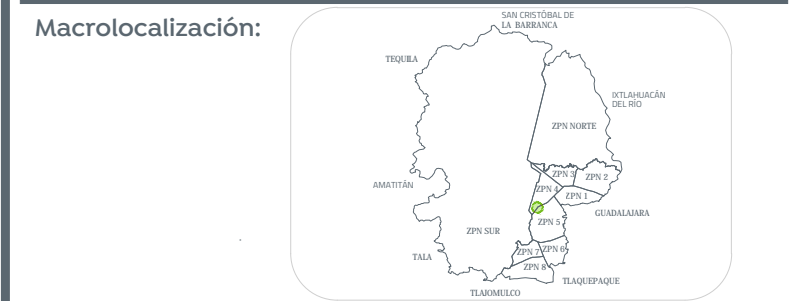 Macrolocalización:
SAN CRISTÓBAL DE
LA BARRANCA
TEQUILA
IXTLAHUACÁN
DEL RÍO
ZPN NORTE
ZPN 3
ZPN 2
AMATITÁN
ZPN 4
ZPN 1
GUADALAJARA
ZPN 5
ZPN SUR
ZPN 7
ZPN 6
TALA
ZPN 8
TLAQUEPAQUE
TLAJOMULCO